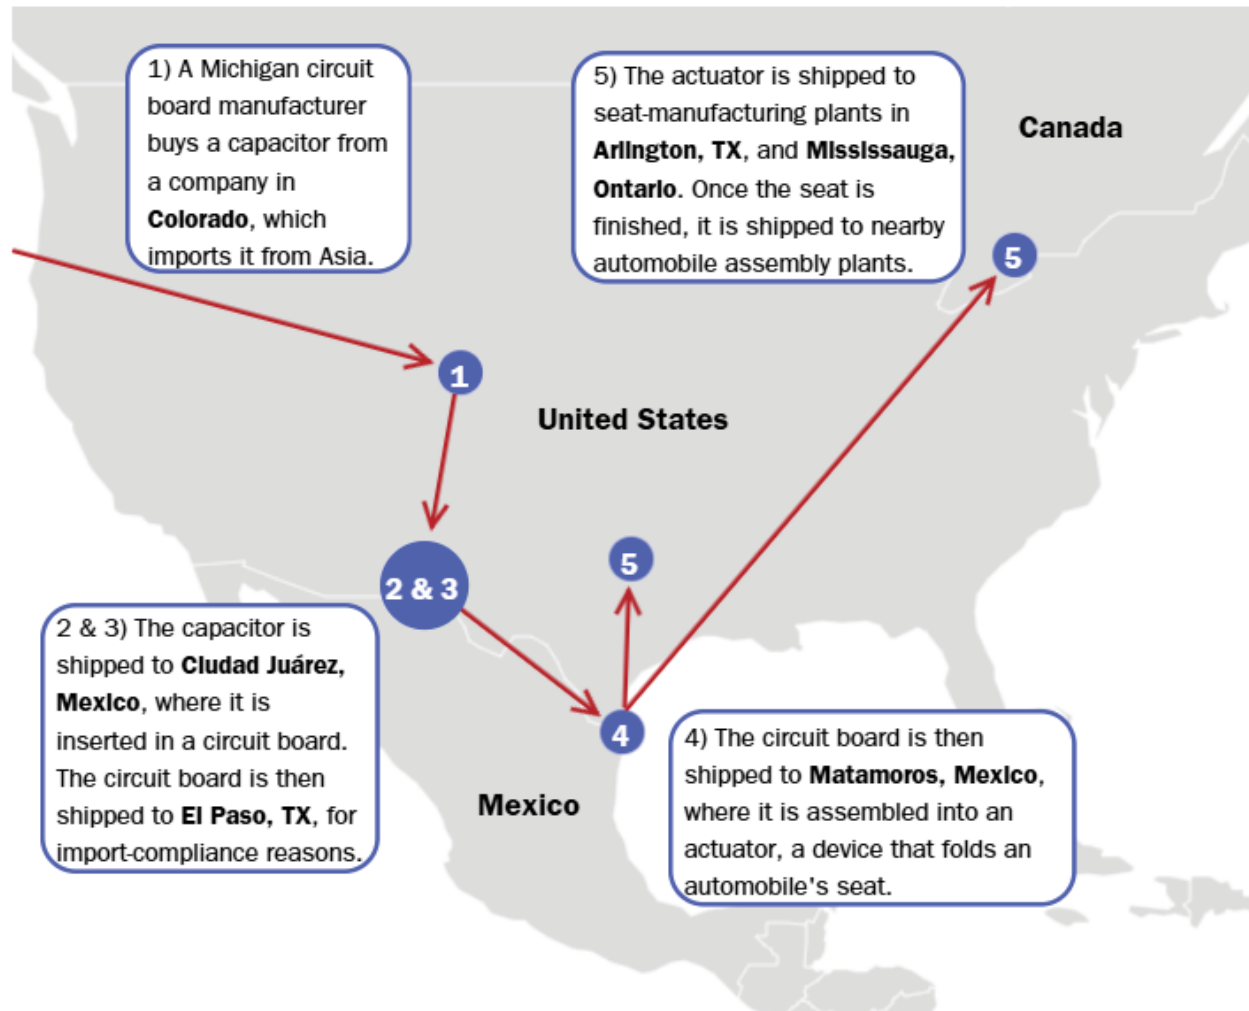 1) A Michigan circuit
board manufacturer
buys a capacitor from
a company in
Colorado, which
imports it from Asia.
5) The actuator is shipped to
seat-manufacturing plants in
Arlington, TX, and Mississauga,
Ontario. Once the seat is
finished, it is shipped to nearby
automobile assembly plants.
Canada
5
1
United States
5
2 & 3
2 & 3) The capacitor is
shipped to Ciudad Juárez,
Mexico, where it is
inserted in a circuit board.
The circuit board is then
shipped to El Paso, TX, for
import-compliance reasons.
4
Mexico
4) The circuit board is then
shipped to Matamoros, Mexico,
where it is assembled into an
actuator, a device that folds an
automobile's seat.